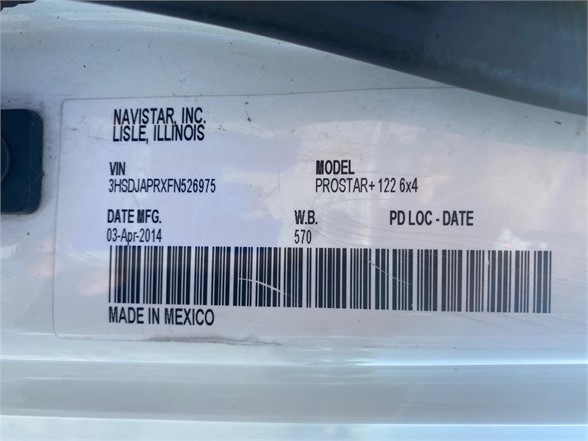 NAVISTAR, INC.
LISLE, ILLINOIS
VIN MODEL
3HSDJAPRXFN526975 PROSTAR+ 122 6x4
DATE MFG. W.B. PD LOC - DATE
03-Apr-2014 570
MADE IN MEXICO